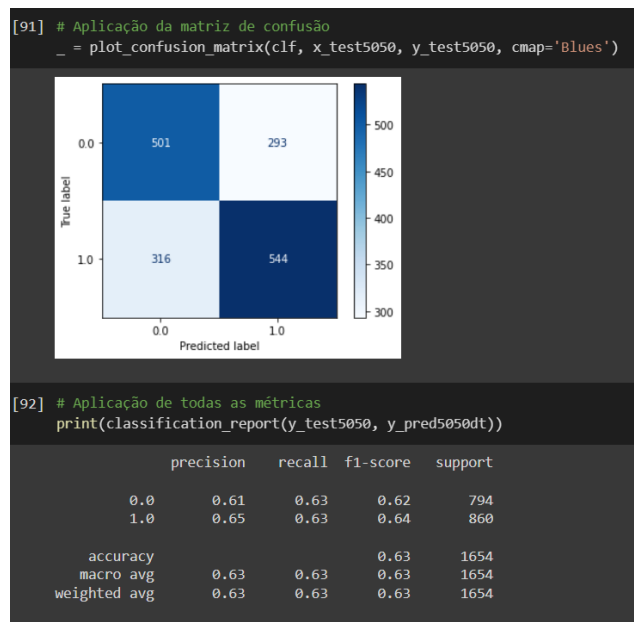 [91] # Aplicação da matriz de confusão
_ = plot_confusion_matrix(clf, x_test5050, y_test5050, cmap='Blues')
500
0.0 501 293
450
True label
400
1.0 316 544
350
300
0.0 1.0
Predicted label
[92] # Aplicação de todas as métricas
print(classification_report(y_test5050, y_pred5050dt))
precision recall f1-score support
0.0 0.61 0.63 0.62 794
1.0 0.65 0.63 0.64 860
accuracy 0.63 1654
macro avg 0.63 0.63 0.63 1654
weighted avg 0.63 0.63 0.63 1654